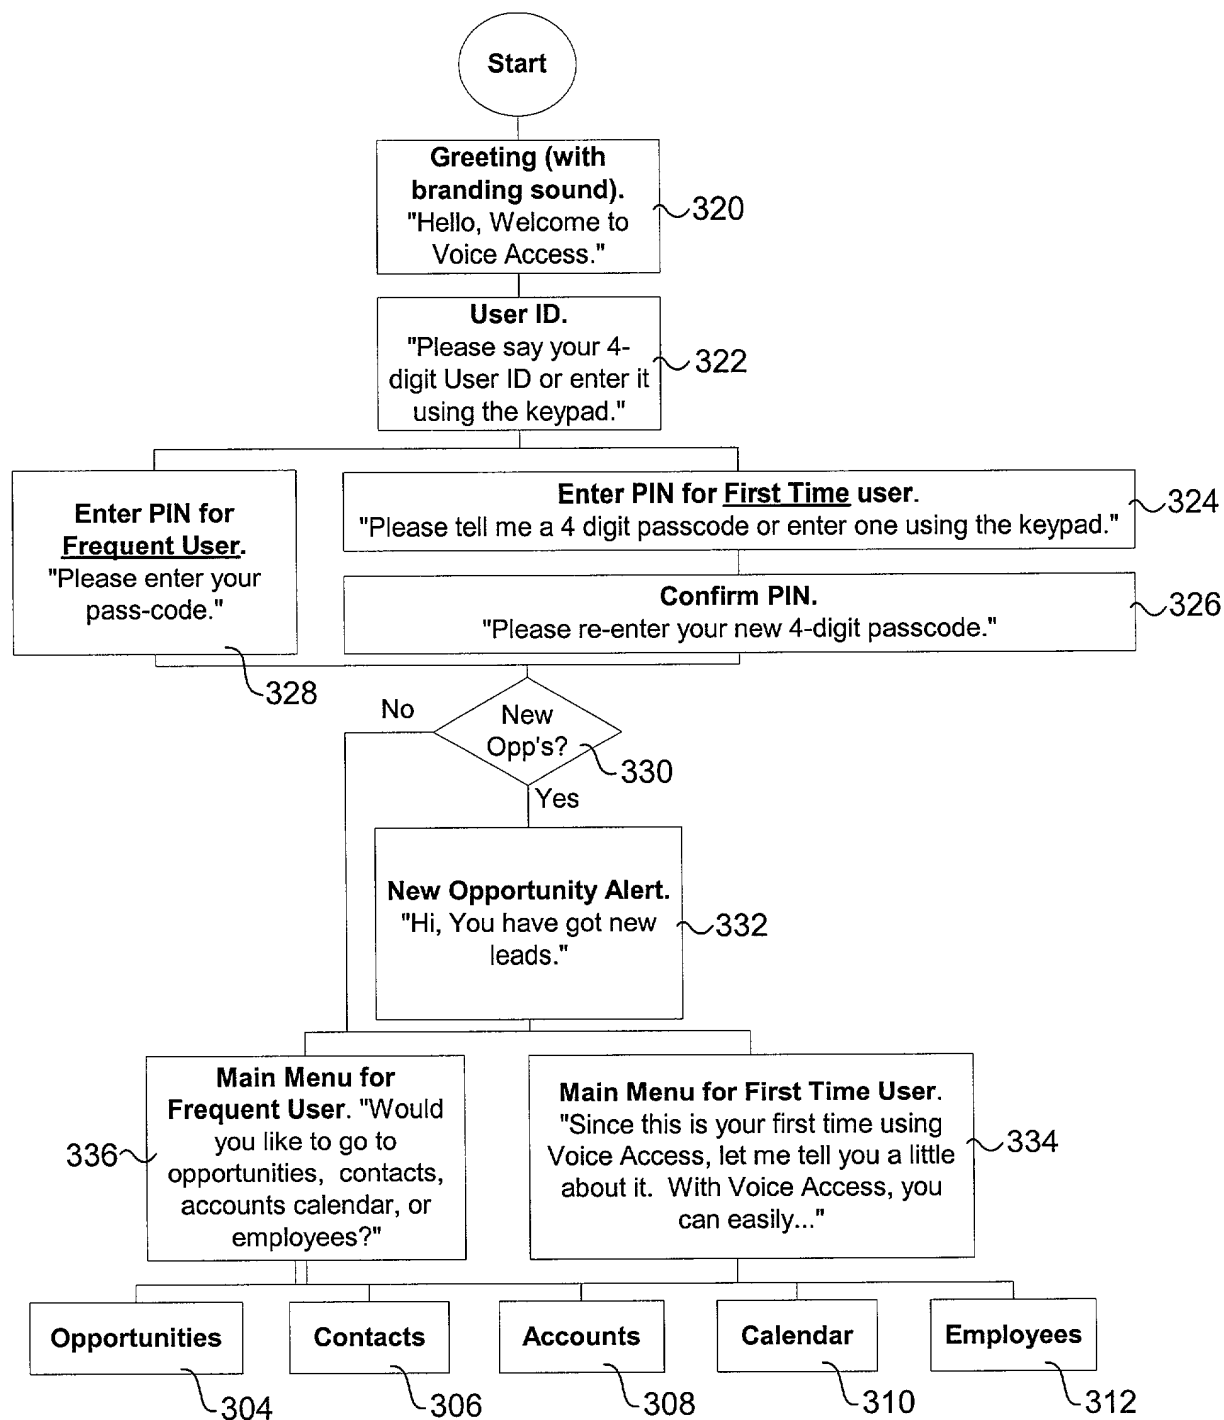 Start
Greeting (with
branding sound).
"Hello, Welcome to
Voice Access."
320
User ID.
"Please say your 4-
digit User ID or enter it
using the keypad."
322
Enter PIN for
Frequent User.
"Please enter your
pass-code."
328
Enter PIN for First Time user.
"Please tell me a 4 digit passcode or enter one using the keypad."
324
Confirm PIN.
"Please re-enter your new 4-digit passcode."
326
No
New
Opp's?
330
Yes
New Opportunity Alert.
"Hi, You have got new
leads."
332
Main Menu for
Frequent User. "Would
you like to go to
opportunities, contacts,
accounts calendar, or
employees?"
336
Main Menu for First Time User.
"Since this is your first time using
Voice Access, let me tell you a little
about it. With Voice Access, you
can easily..."
334
Opportunities
Contacts
Accounts
Calendar
Employees
304
306
308
310
312